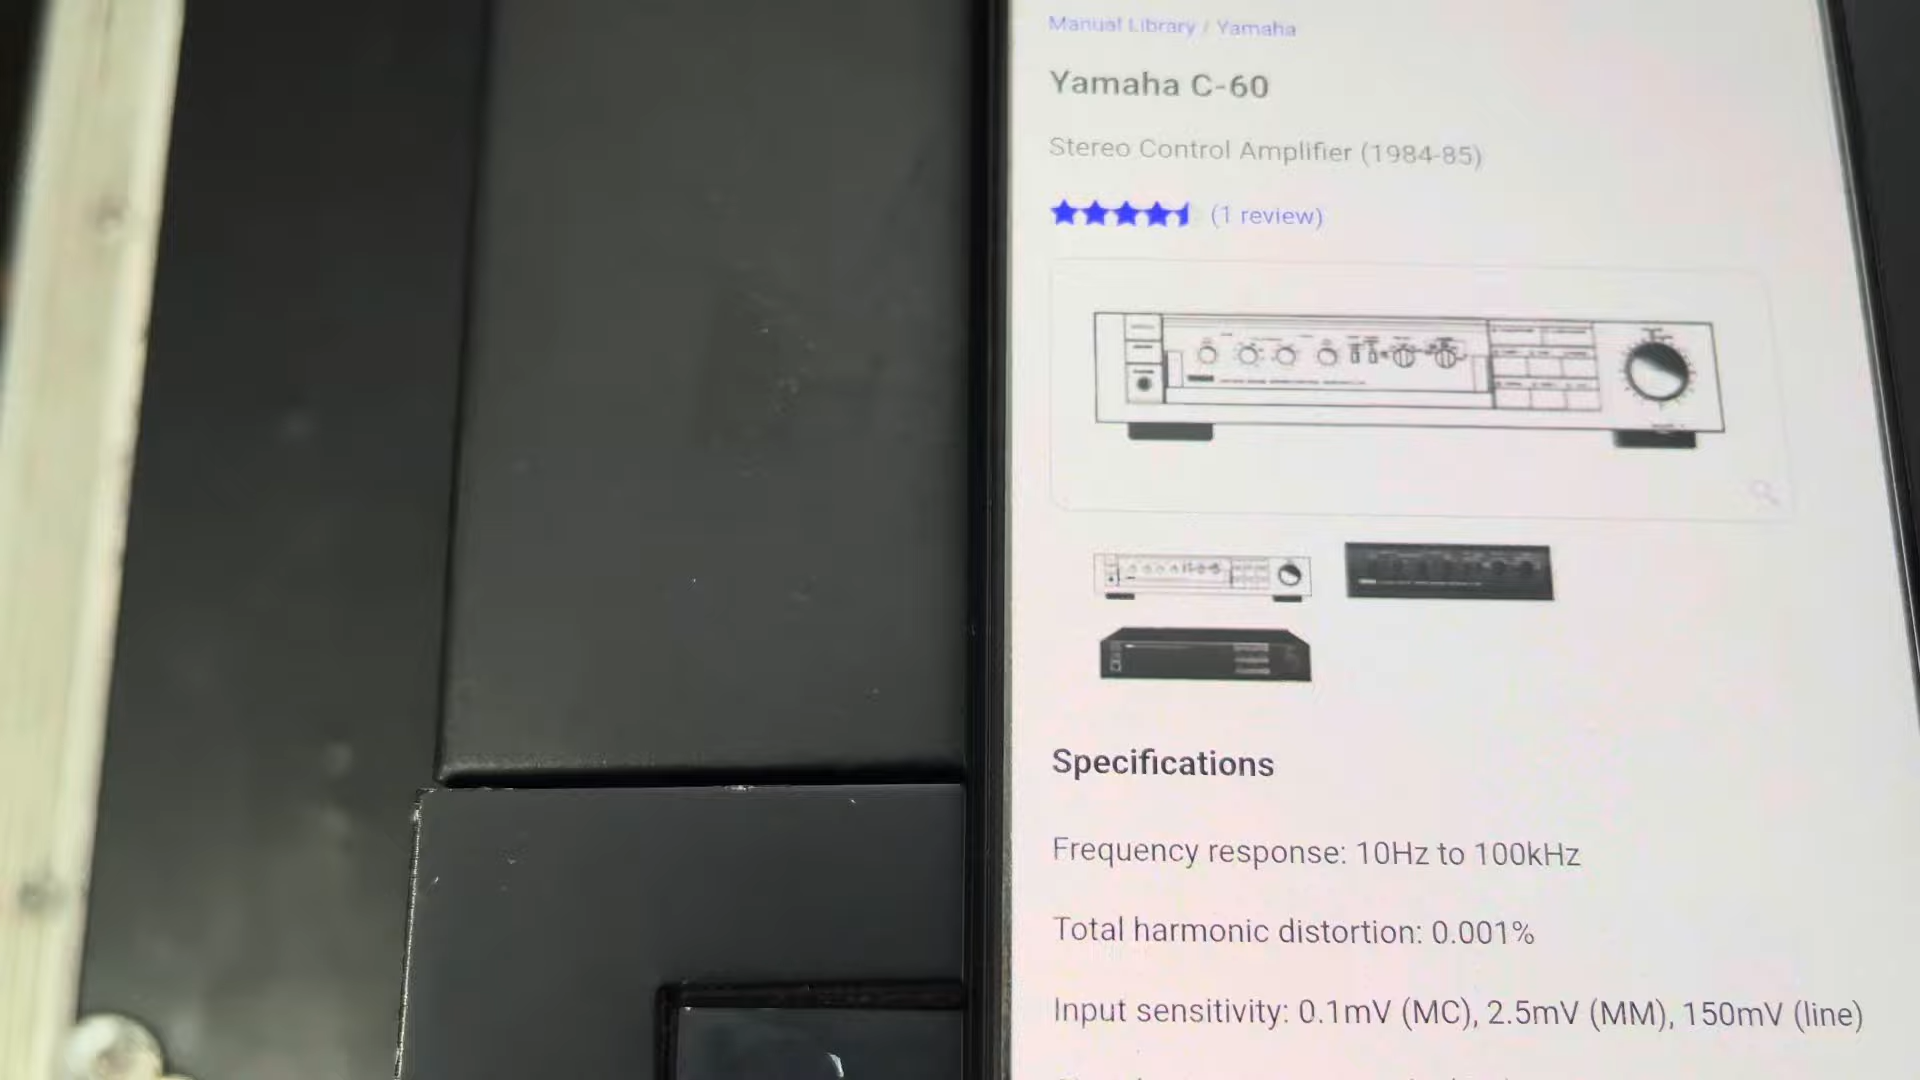 Manual Library / Yamaha
Yamaha C-60
Stereo Control Amplifier (1984-85)
(1 review)
Specifications
Frequency response: 10Hz to 100kHz
Total harmonic distortion: 0.001%
Input sensitivity: 0.1mV (MC), 2.5mV (MM), 150mV (line)